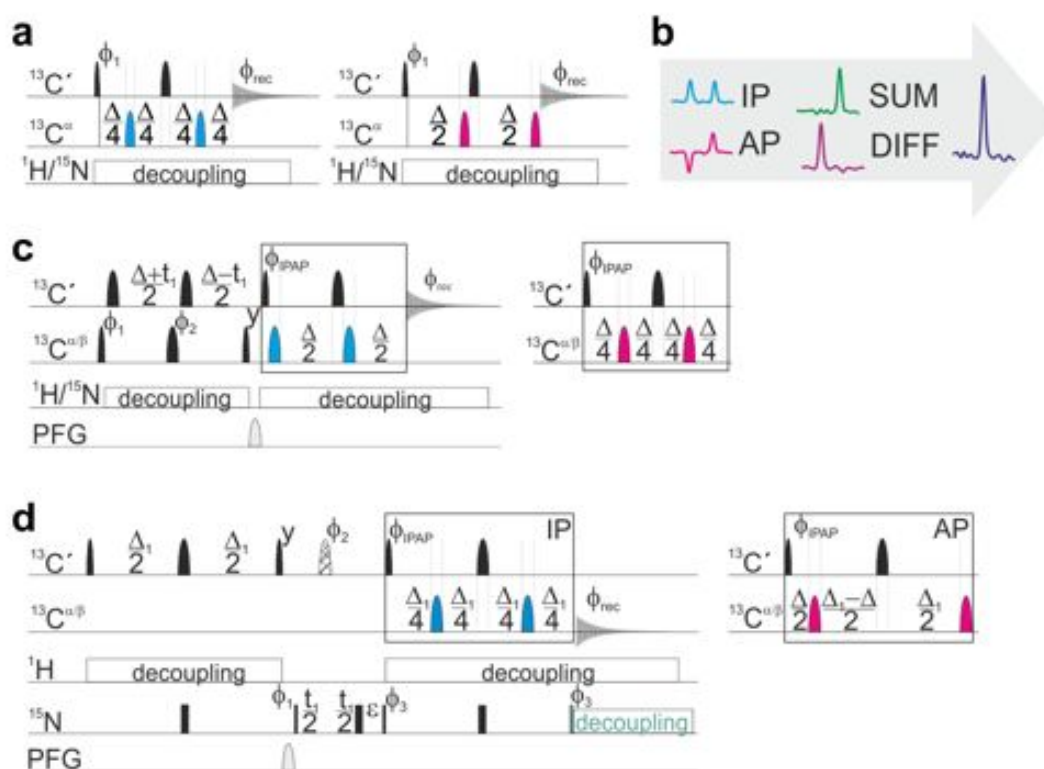 a
ϕ1 ϕrec ϕ1 ϕrec
13C′ 13C′
13Cα Δ/4 Δ/4 Δ/4 Δ/4 13Cα Δ/2 Δ/2
1H/15N decoupling 1H/15N decoupling
b
IP SUM
AP DIFF
c
Δ+t1/2 Δ−t1/2 ϕIPAP ϕrec ϕIPAP
13C′ 13C′
ϕ1 ϕ2 y
13Cα/β Δ/2 Δ/2 13Cα/β Δ/4 Δ/4 Δ/4 Δ/4
1H/15N decoupling decoupling
PFG
d
13C′ Δ1/2 Δ1/2 y ϕ2 ϕIPAP IP 13C′ ϕIPAP AP
13Cα/β Δ1/4 Δ1/4 Δ1/4 Δ1/4 ϕrec 13Cα/β Δ/2 Δ1−Δ/2 Δ1/2
1H decoupling decoupling
15N ϕ1 t1/2 t1/2 ε ϕ3 ϕ3 decoupling
PFG